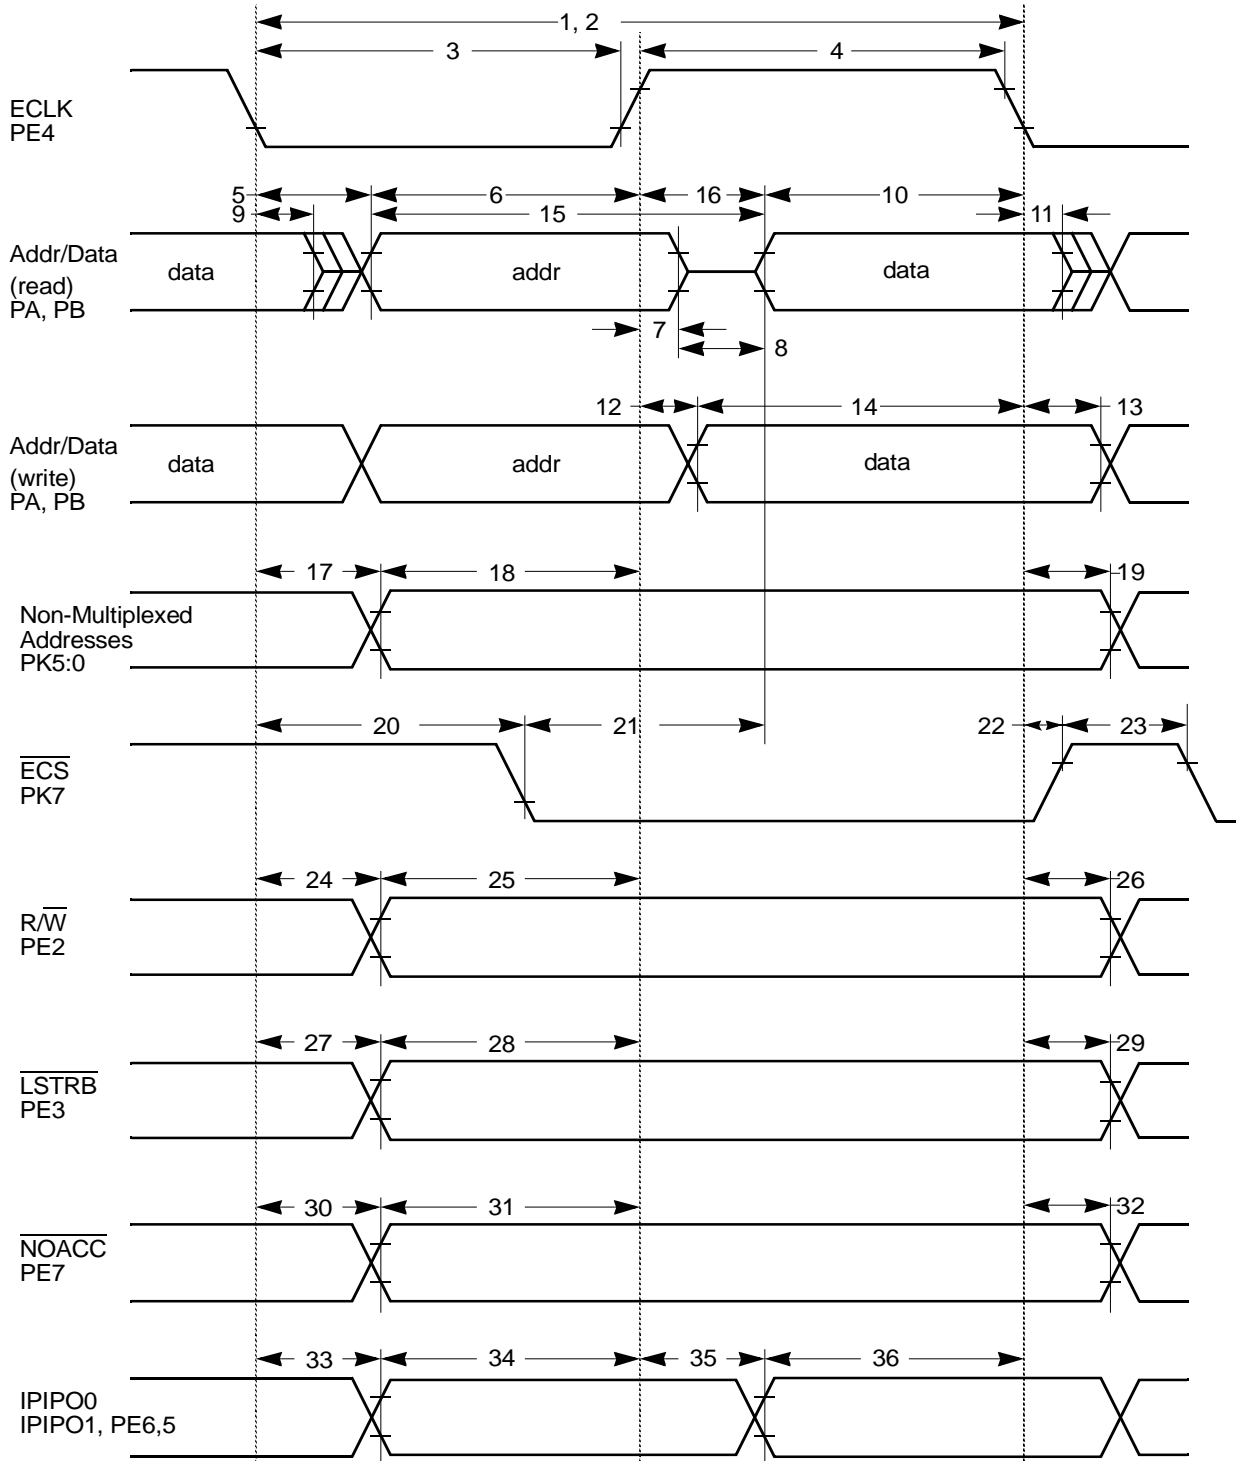 1, 2
3
4
ECLK
PE4
5
6
16
10
9
15
11
Addr/Data
(read)
PA, PB
data
addr
data
7
8
12
14
13
Addr/Data
(write)
PA, PB
data
addr
data
17
18
19
Non-Multiplexed
Addresses
PK5:0
20
21
22
23
ECS
PK7
24
25
26
R/W
PE2
27
28
29
LSTRB
PE3
30
31
32
NOACC
PE7
33
34
35
36
IPIPO0
IPIPO1, PE6,5